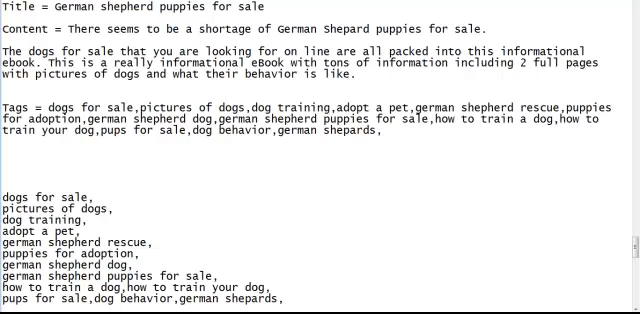 Title = German shepherd puppies for sale
Content = There seems to be a shortage of German Shepard puppies for sale.
The dogs for sale that you are looking for on line are all packed into this informational
ebook. This is a really informational eBook with tons of information including 2 full pages
with pictures of dogs and what their behavior is like.
Tags = dogs for sale,pictures of dogs,dog training,adopt a pet,german shepherd rescue,puppies
for adoption,german shepherd dog,german shepherd puppies for sale,how to train a dog,how to
train your dog,pups for sale,dog behavior,german shepards,
dogs for sale,
pictures of dogs,
dog training,
adopt a pet,
german shepherd rescue,
puppies for adoption,
german shepherd dog,
german shepherd puppies for sale,
how to train a dog,how to train your dog,
pups for sale,dog behavior,german shepards,